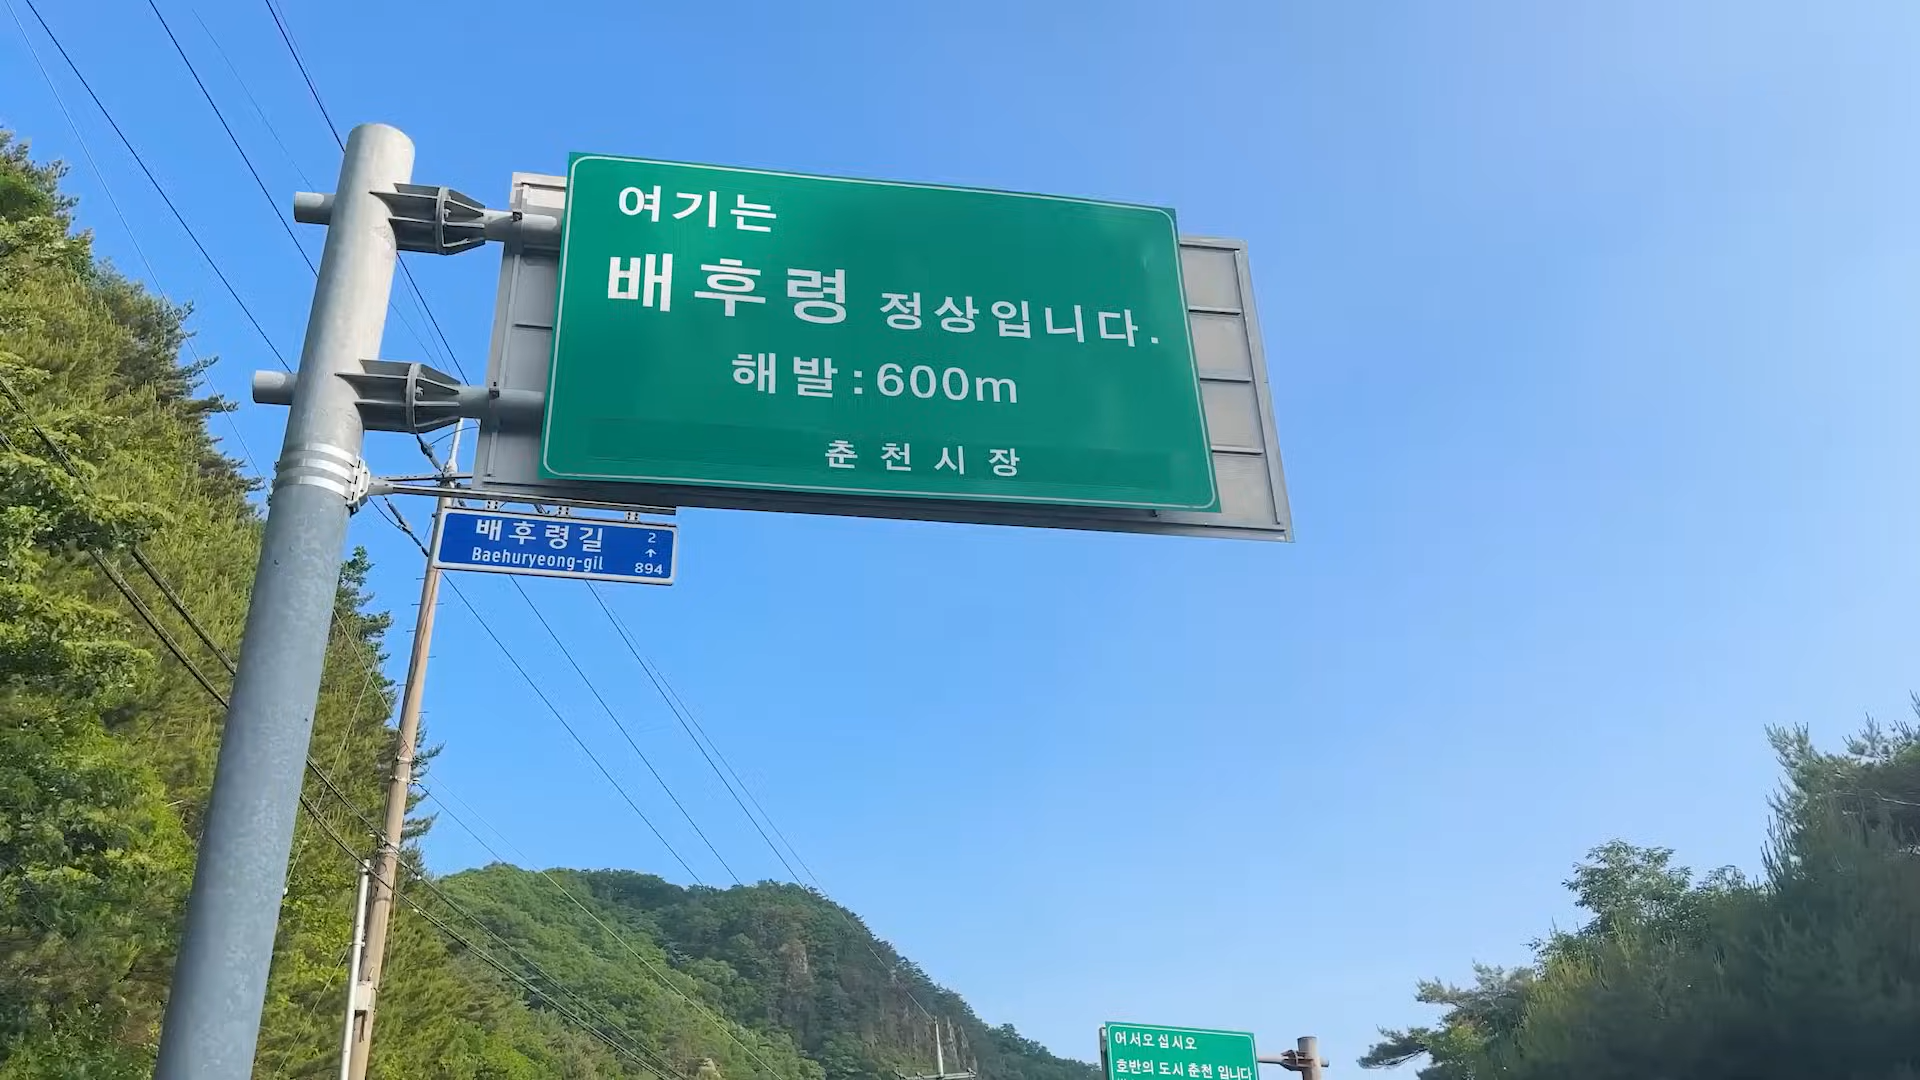 여기는
배후령 정상입니다.
해발:600m
춘천시장
배후령길 2
Baehuryeong-gil ↑ 894
어서오십시오
호반의 도시 춘천 입니다